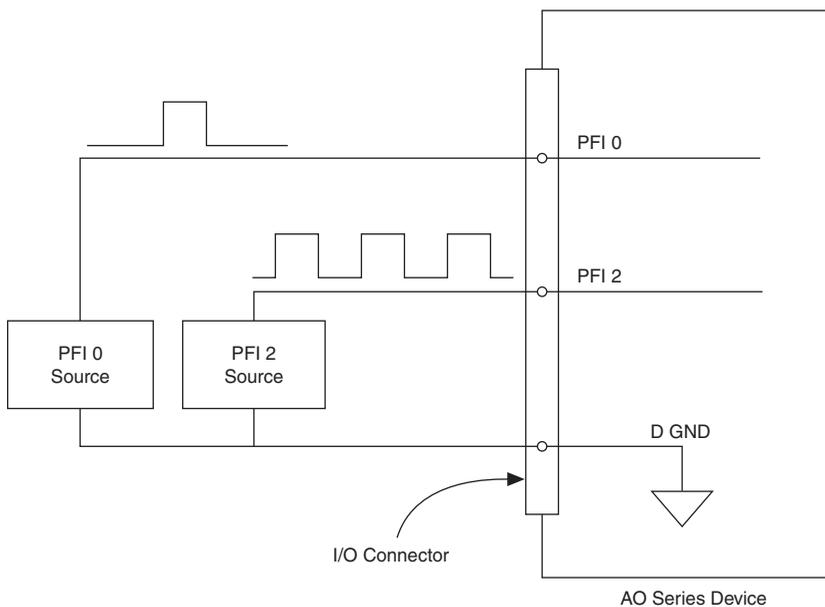 PFI 0
PFI 2
PFI 0
Source
PFI 2
Source
D GND
I/O Connector
AO Series Device